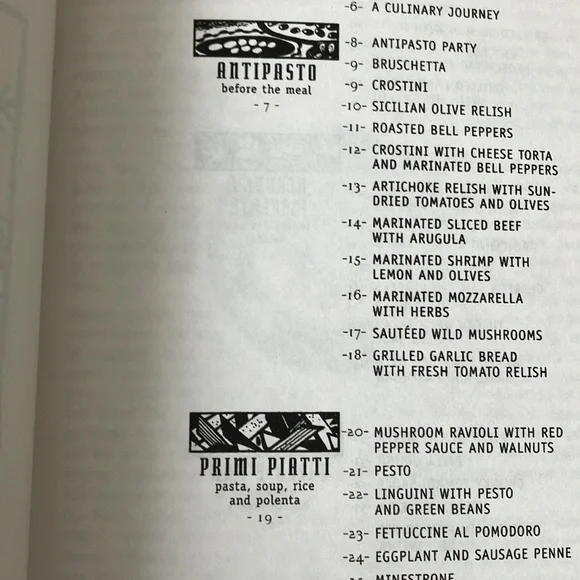 -6- A CULINARY JOURNEY
ANTIPASTO
before the meal
- 7 -
-8- ANTIPASTO PARTY
-9- BRUSCHETTA
-9- CROSTINI
-10- SICILIAN OLIVE RELISH
-11- ROASTED BELL PEPPERS
-12- CROSTINI WITH CHEESE TORTA
AND MARINATED BELL PEPPERS
-13- ARTICHOKE RELISH WITH SUN-
DRIED TOMATOES AND OLIVES
-14- MARINATED SLICED BEEF
WITH ARUGULA
-15- MARINATED SHRIMP WITH
LEMON AND OLIVES
-16- MARINATED MOZZARELLA
WITH HERBS
-17- SAUTÉED WILD MUSHROOMS
-18- GRILLED GARLIC BREAD
WITH FRESH TOMATO RELISH
PRIMI PIATTI
pasta, soup, rice
and polenta
- 19 -
-20- MUSHROOM RAVIOLI WITH RED
PEPPER SAUCE AND WALNUTS
-21- PESTO
-22- LINGUINI WITH PESTO
AND GREEN BEANS
-23- FETTUCCINE AL POMODORO
-24- EGGPLANT AND SAUSAGE PENNE
MINESTRONE